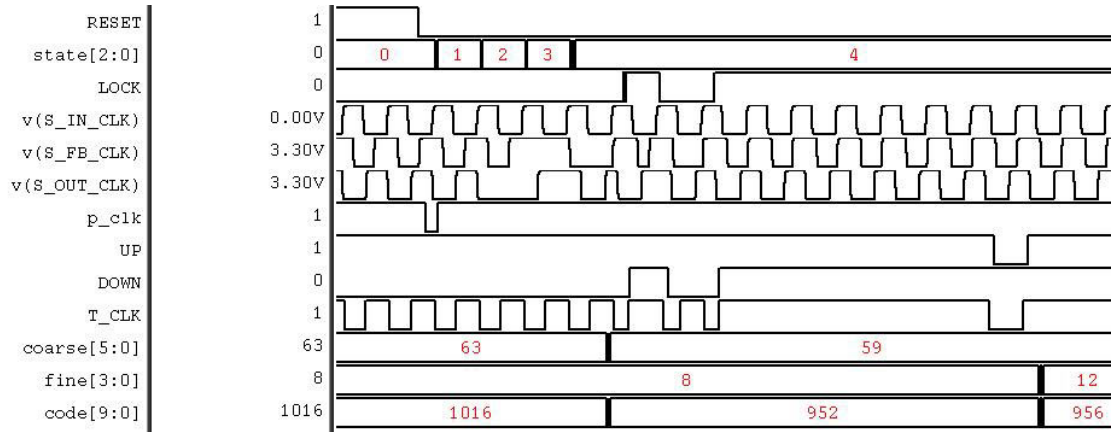 RESET 1
state[2:0] 0 0 1 2 3 4
LOCK 0
v(S_IN_CLK) 0.00V
v(S_FB_CLK) 3.30V
v(S_OUT_CLK) 3.30V
p_clk 1
UP 1
DOWN 0
T_CLK 1
coarse[5:0] 63 63 59
fine[3:0] 8 8 12
code[9:0] 1016 1016 952 956